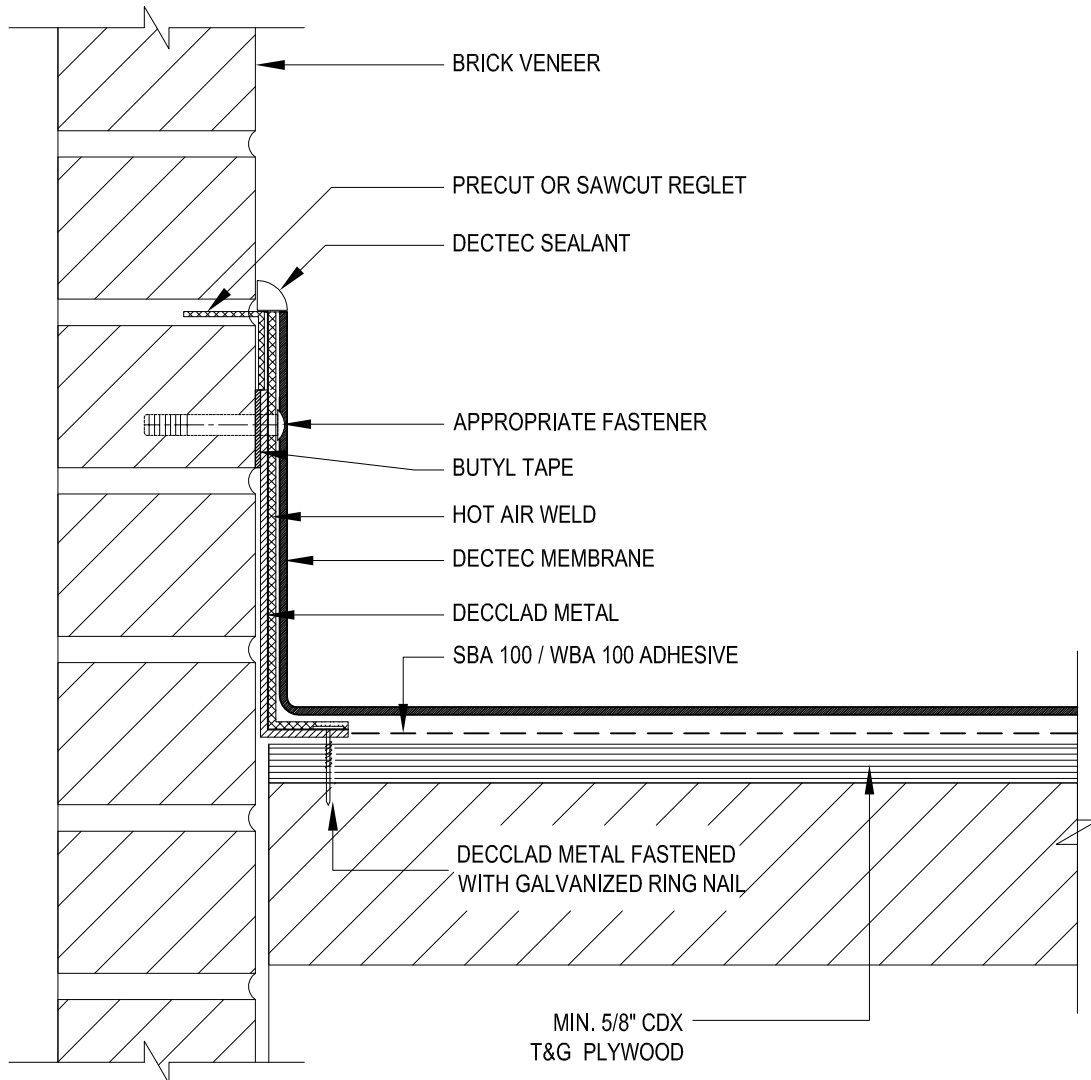 BRICK VENEER
PRECUT OR SAWCUT REGLET
DECTEC SEALANT
APPROPRIATE FASTENER
BUTYL TAPE
HOT AIR WELD
DECTEC MEMBRANE
DECCLAD METAL
SBA 100 / WBA 100 ADHESIVE
DECCLAD METAL FASTENED
WITH GALVANIZED RING NAIL
MIN. 5/8" CDX
T&G PLYWOOD